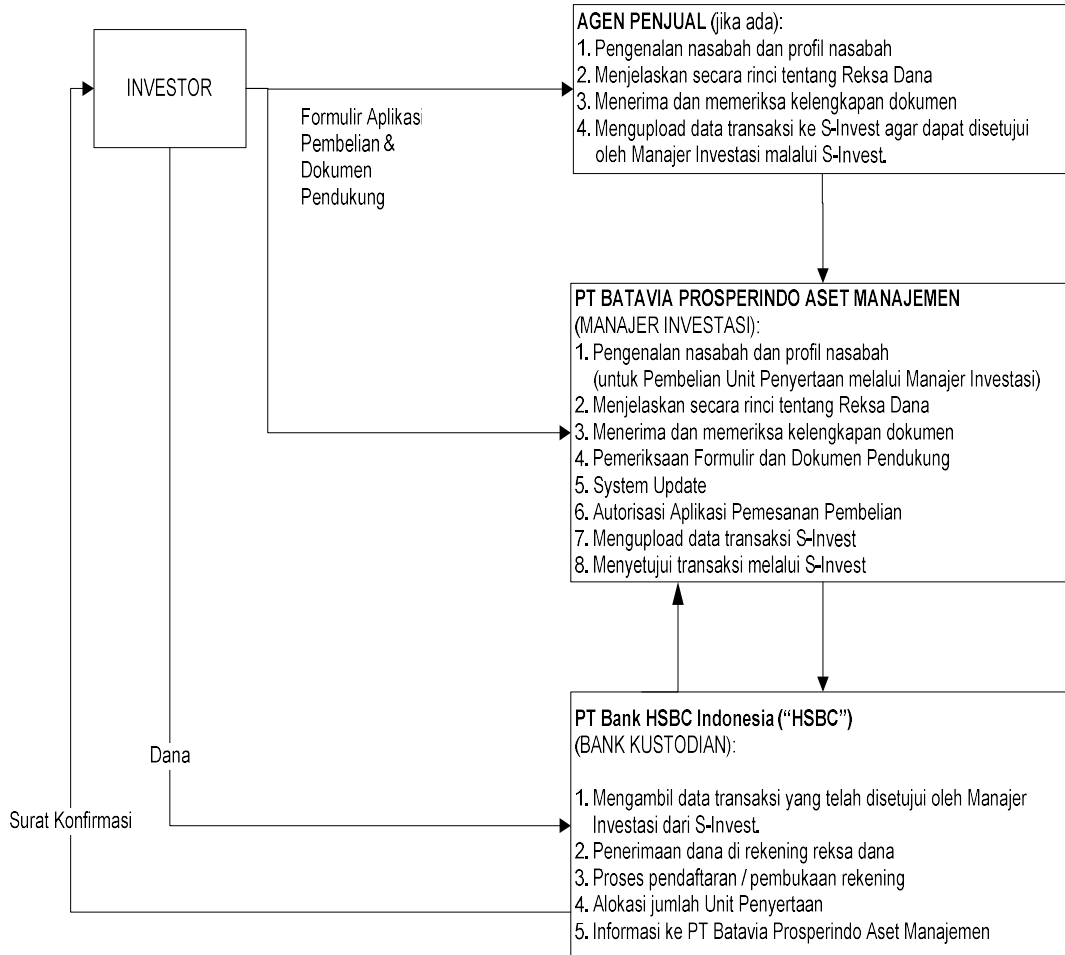 INVESTOR
Formulir Aplikasi
Pembelian &
Dokumen
Pendukung
AGEN PENJUAL (jika ada):
1. Pengenalan nasabah dan profil nasabah
2. Menjelaskan secara rinci tentang Reksa Dana
3. Menerima dan memeriksa kelengkapan dokumen
4. Mengupload data transaksi ke S-Invest agar dapat disetujui
oleh Manajer Investasi malalui S-Invest.
PT BATAVIA PROSPERINDO ASET MANAJEMEN
(MANAJER INVESTASI):
1. Pengenalan nasabah dan profil nasabah
(untuk Pembelian Unit Penyertaan melalui Manajer Investasi)
2. Menjelaskan secara rinci tentang Reksa Dana
3. Menerima dan memeriksa kelengkapan dokumen
4. Pemeriksaan Formulir dan Dokumen Pendukung
5. System Update
6. Autorisasi Aplikasi Pemesanan Pembelian
7. Mengupload data transaksi S-Invest
8. Menyetujui transaksi melalui S-Invest
Dana
Surat Konfirmasi
PT Bank HSBC Indonesia (“HSBC”)
(BANK KUSTODIAN):
1. Mengambil data transaksi yang telah disetujui oleh Manajer
Investasi dari S-Invest.
2. Penerimaan dana di rekening reksa dana
3. Proses pendaftaran / pembukaan rekening
4. Alokasi jumlah Unit Penyertaan
5. Informasi ke PT Batavia Prosperindo Aset Manajemen